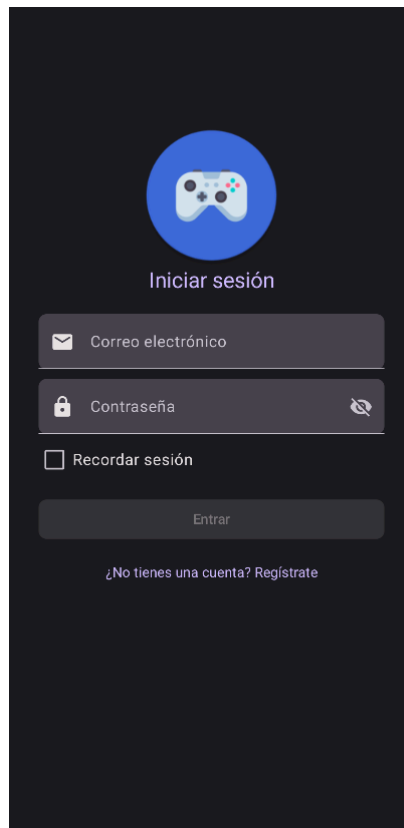 Iniciar sesión
Correo electrónico
Contraseña
Recordar sesión
Entrar
¿No tienes una cuenta? Regístrate